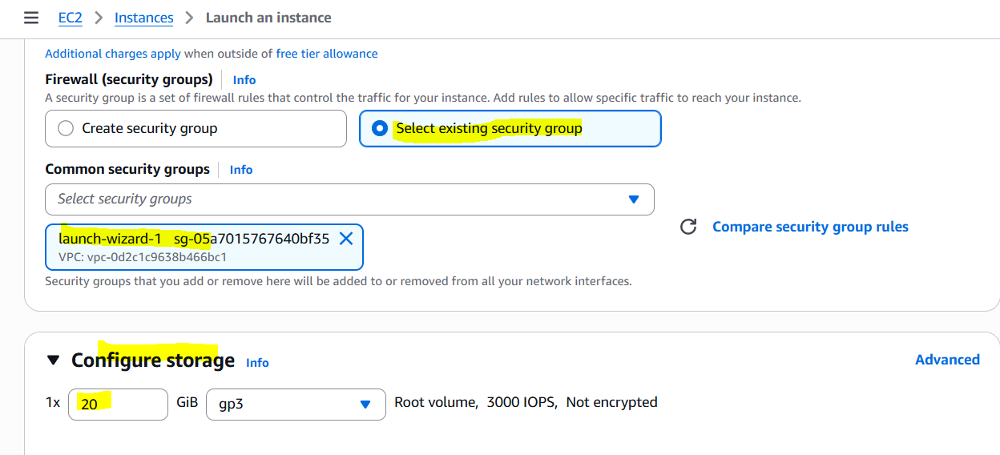 EC2 > Instances > Launch an instance
Additional charges apply when outside of free tier allowance
Firewall (security groups) Info
A security group is a set of firewall rules that control the traffic for your instance. Add rules to allow specific traffic to reach your instance.
Create security group Select existing security group
Common security groups Info
Select security groups
launch-wizard-1 sg-05a7015767640bf35
VPC: vpc-0d2c1c9638b466bc1
Compare security group rules
Security groups that you add or remove here will be added to or removed from all your network interfaces.
Configure storage Info Advanced
1x 20 GiB gp3 Root volume, 3000 IOPS, Not encrypted